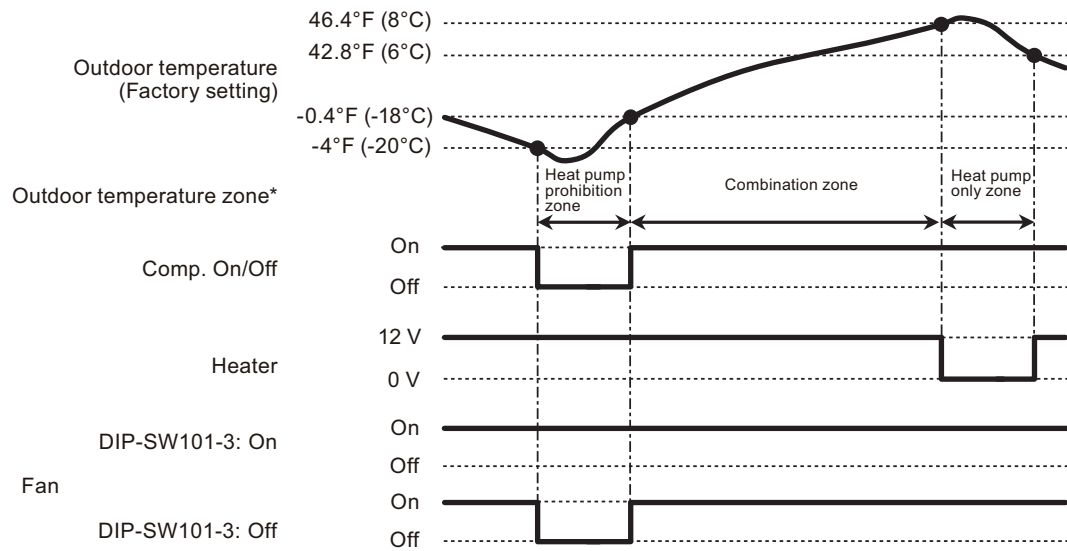 46.4°F (8°C)
42.8°F (6°C)
Outdoor temperature
(Factory setting)
-0.4°F (-18°C)
-4°F (-20°C)
Outdoor temperature zone*
Heat pump
prohibition
zone
Combination zone
Heat pump
only zone
Comp. On/Off
On
Off
Heater
12 V
0 V
Fan
DIP-SW101-3: On
On
Off
DIP-SW101-3: Off
On
Off